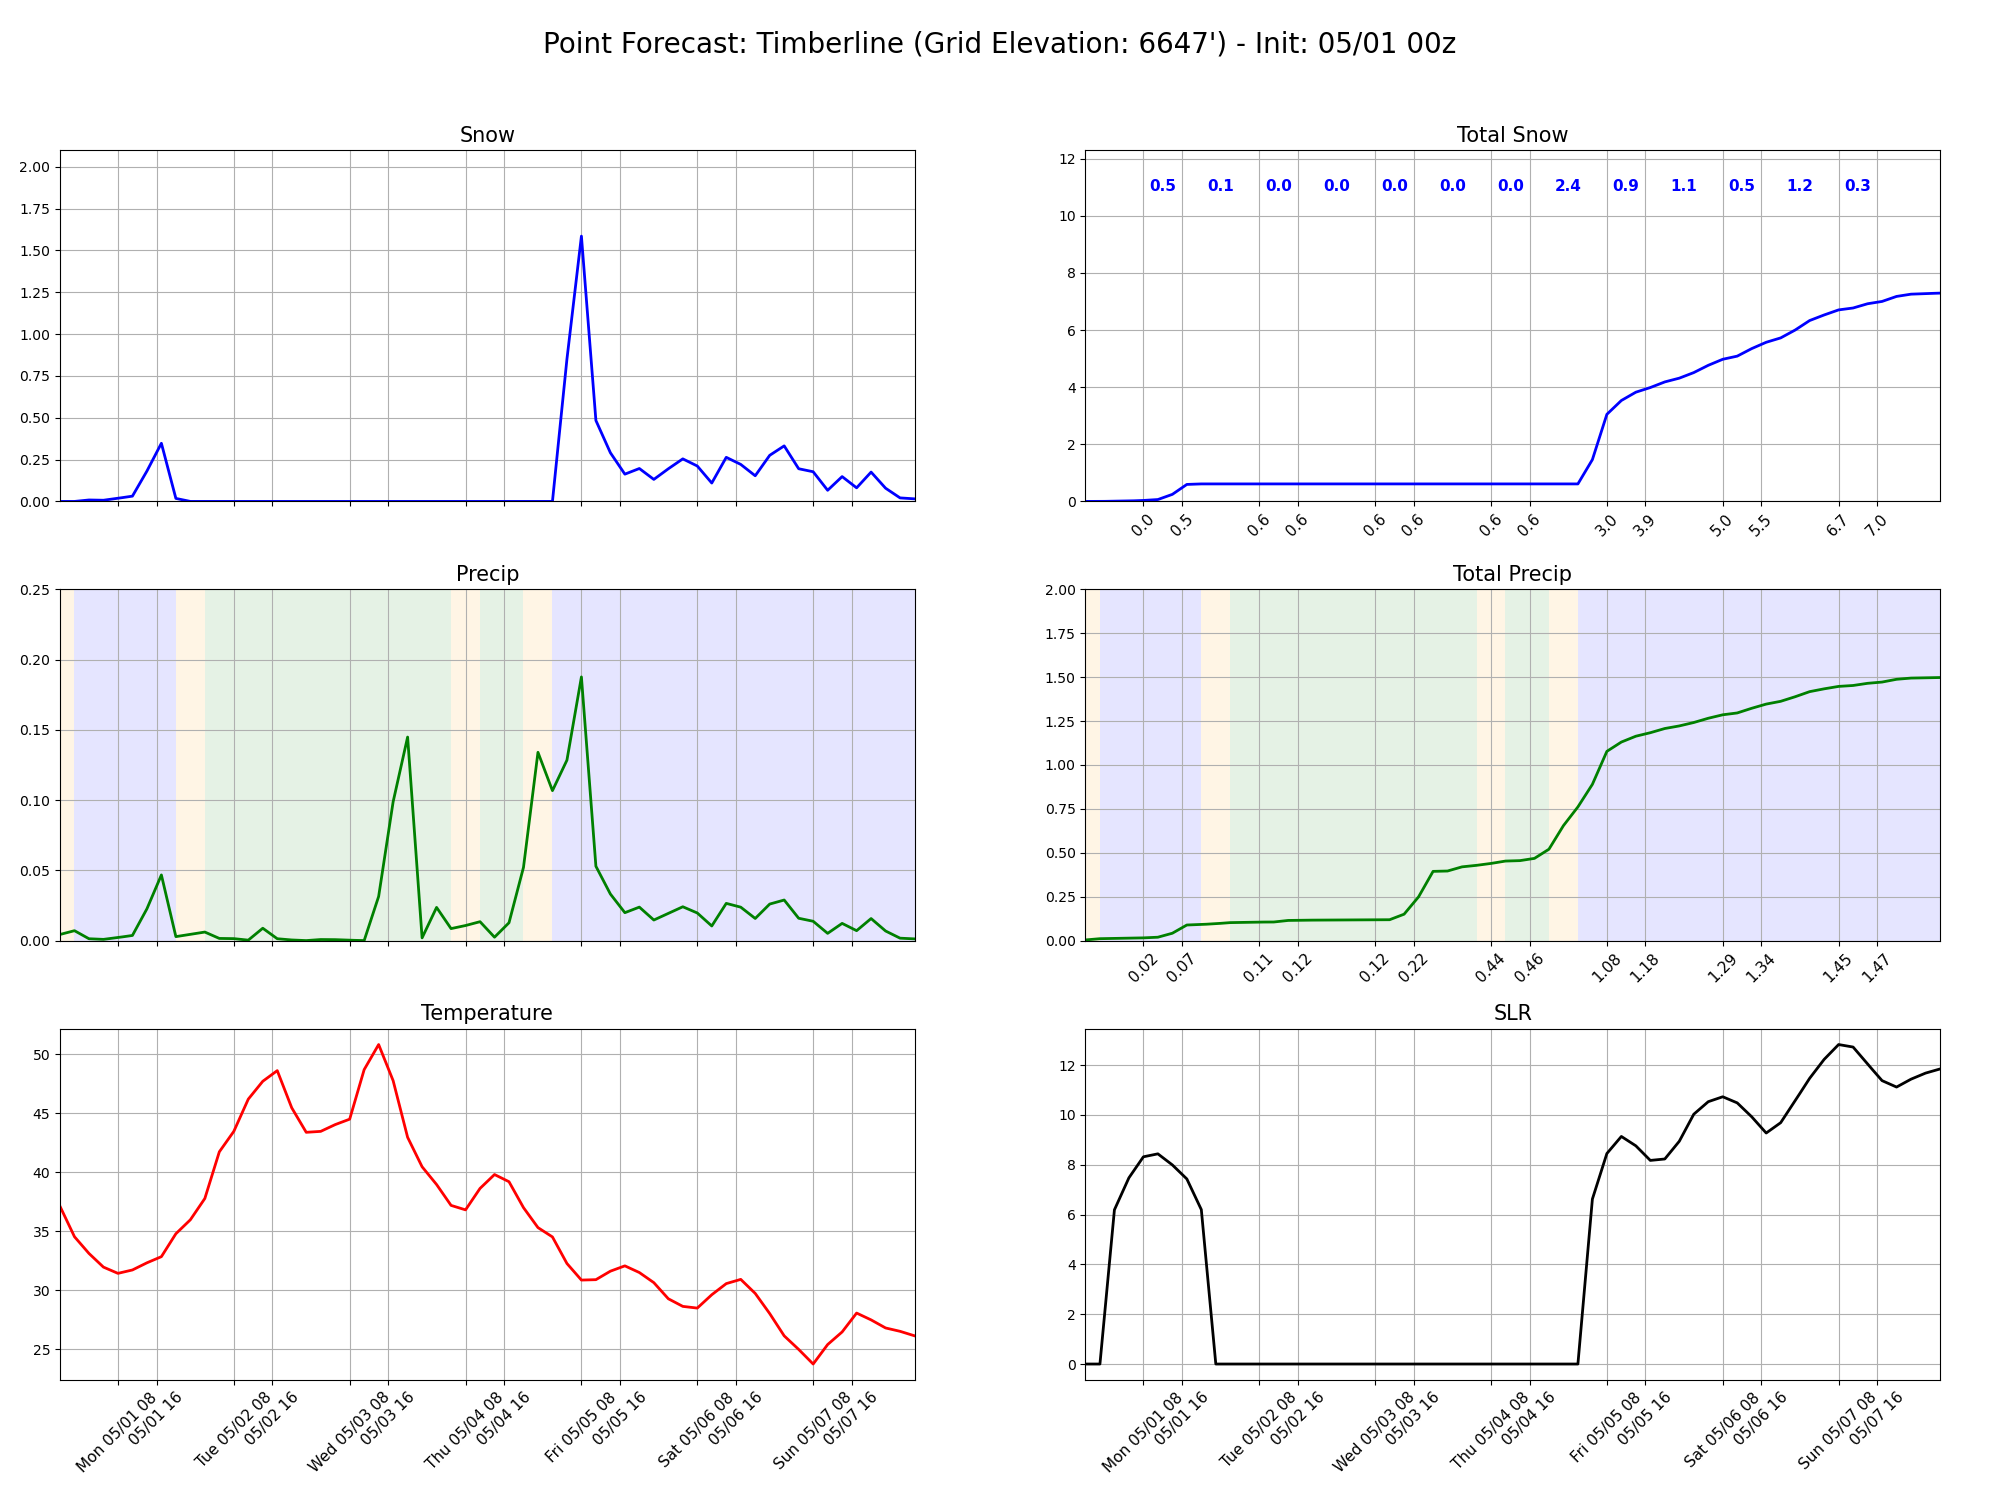 Point Forecast: Timberline (Grid Elevation: 6647') - Init: 05/01 00z
Snow
2.00
1.75
1.50
1.25
1.00
0.75
0.50
0.25
0.00
Total Snow
12
10
8
6
4
2
0
0.5 0.1 0.0 0.0 0.0 0.0 0.0 2.4 0.9 1.1 0.5 1.2 0.3
0.0 0.5 0.6 0.6 0.6 0.6 0.6 0.6 3.0 3.9 5.0 5.5 6.7 7.0
Precip
0.25
0.20
0.15
0.10
0.05
0.00
Total Precip
2.00
1.75
1.50
1.25
1.00
0.75
0.50
0.25
0.00
0.02 0.07 0.11 0.12 0.12 0.22 0.44 0.46 1.08 1.18 1.29 1.34 1.45 1.47
Temperature
50
45
40
35
30
25
Mon 05/01 08
05/01 16
Tue 05/02 08
05/02 16
Wed 05/03 08
05/03 16
Thu 05/04 08
05/04 16
Fri 05/05 08
05/05 16
Sat 05/06 08
05/06 16
Sun 05/07 08
05/07 16
SLR
12
10
8
6
4
2
0
Mon 05/01 08
05/01 16
Tue 05/02 08
05/02 16
Wed 05/03 08
05/03 16
Thu 05/04 08
05/04 16
Fri 05/05 08
05/05 16
Sat 05/06 08
05/06 16
Sun 05/07 08
05/07 16